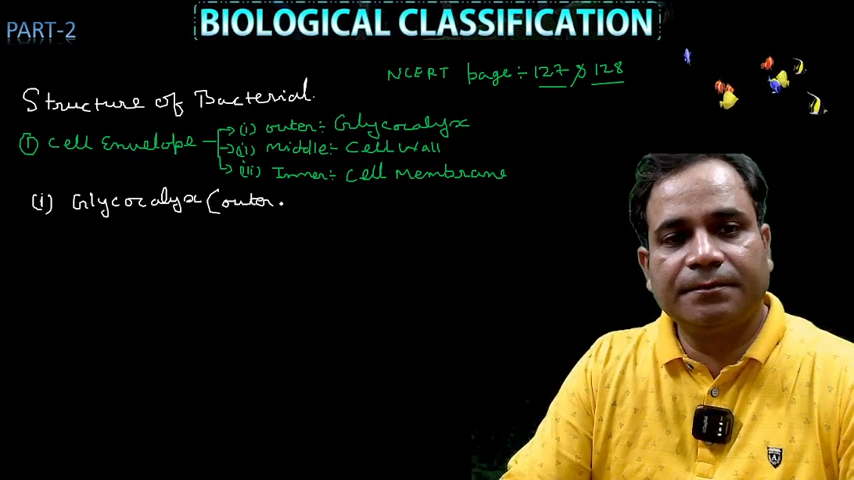 PART-2
BIOLOGICAL CLASSIFICATION
NCERT page÷ 127 & 128
Structure of Bacterial.
① Cell Envelope → (i) outer÷ Glycocalyx
→ (ii) Middle÷ Cell Wall
→ (iii) Inner÷ Cell Membrane
(i) Glycocalyx (outer.